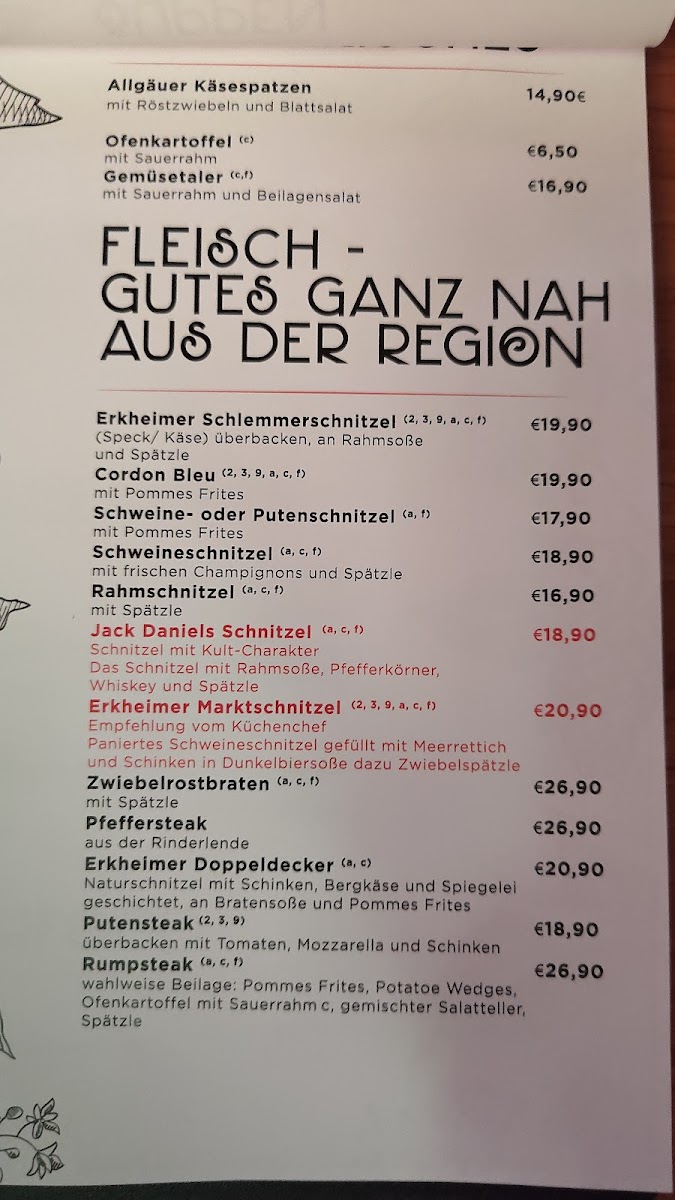 Allgäuer Käsespatzen 14,90€
mit Röstzwiebeln und Blattsalat
Ofenkartoffel (c) €6,50
mit Sauerrahm
Gemüsetaler (c,f) €16,90
mit Sauerrahm und Beilagensalat
FLEISCH -
GUTES GANZ NAH
AUS DER REGION
Erkheimer Schlemmerschnitzel (2, 3, 9, a, c, f) €19,90
(Speck/ Käse) überbacken, an Rahmsoße
und Spätzle
Cordon Bleu (2, 3, 9, a, c, f) €19,90
mit Pommes Frites
Schweine- oder Putenschnitzel (a, f) €17,90
mit Pommes Frites
Schweineschnitzel (a, c, f) €18,90
mit frischen Champignons und Spätzle
Rahmschnitzel (a, c, f) €16,90
mit Spätzle
Jack Daniels Schnitzel (a, c, f) €18,90
Schnitzel mit Kult-Charakter
Das Schnitzel mit Rahmsoße, Pfefferkörner,
Whiskey und Spätzle
Erkheimer Marktschnitzel (2, 3, 9, a, c, f) €20,90
Empfehlung vom Küchenchef
Paniertes Schweineschnitzel gefüllt mit Meerrettich
und Schinken in Dunkelbiersoße dazu Zwiebelspätzle
Zwiebelrostbraten (a, c, f) €26,90
mit Spätzle
Pfeffersteak €26,90
aus der Rinderlende
Erkheimer Doppeldecker (a, c) €20,90
Naturschnitzel mit Schinken, Bergkäse und Spiegelei
geschichtet, an Bratensoße und Pommes Frites
Putensteak (2, 3, 9) €18,90
überbacken mit Tomaten, Mozzarella und Schinken
Rumpsteak (a, c, f) €26,90
wahlweise Beilage: Pommes Frites, Potatoe Wedges,
Ofenkartoffel mit Sauerrahm c, gemischter Salatteller,
Spätzle